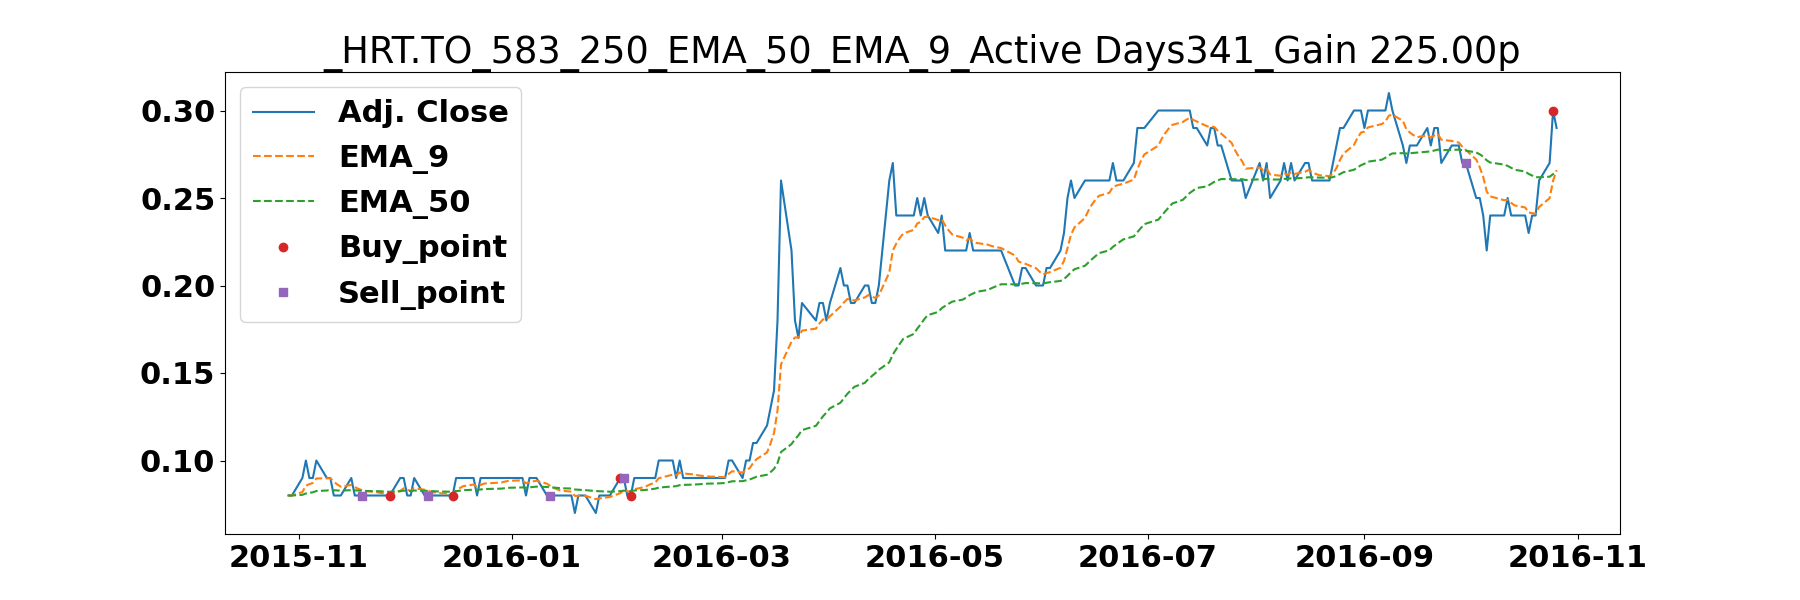 _HRT.TO_583_250_EMA_50_EMA_9_Active Days341_Gain 225.00p
Adj. Close
EMA_9
EMA_50
Buy_point
Sell_point
0.30
0.25
0.20
0.15
0.10
2015-11 2016-01 2016-03 2016-05 2016-07 2016-09 2016-11